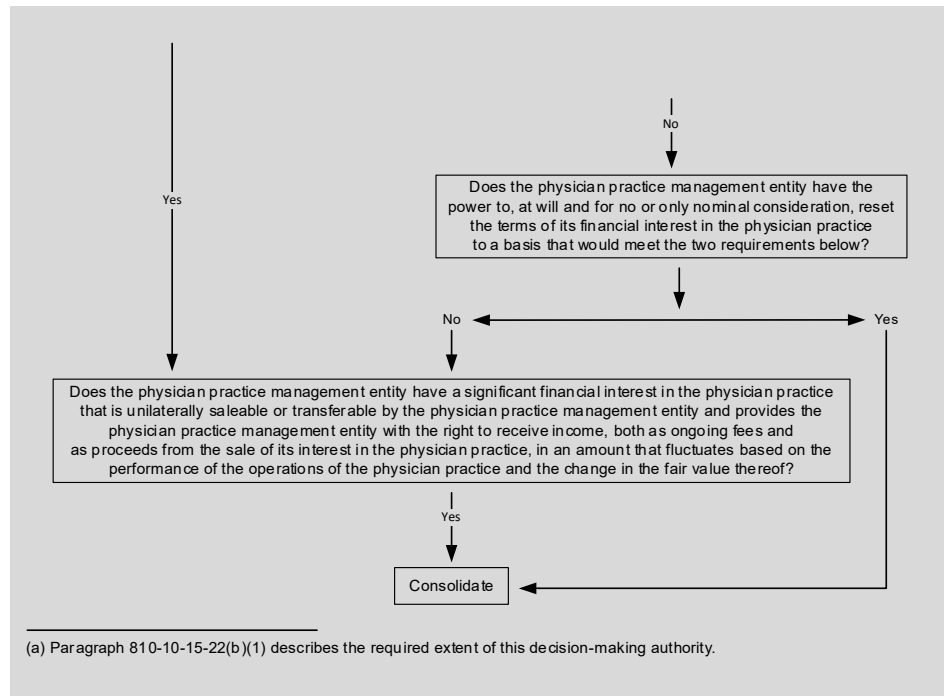 No
Yes
Does the physician practice management entity have the
power to, at will and for no or only nominal consideration, reset
the terms of its financial interest in the physician practice
to a basis that would meet the two requirements below?
No
Yes
Does the physician practice management entity have a significant financial interest in the physician practice
that is unilaterally saleable or transferable by the physician practice management entity and provides the
physician practice management entity with the right to receive income, both as ongoing fees and
as proceeds from the sale of its interest in the physician practice, in an amount that fluctuates based on the
performance of the operations of the physician practice and the change in the fair value thereof?
Yes
Consolidate
(a) Paragraph 810-10-15-22(b)(1) describes the required extent of this decision-making authority.